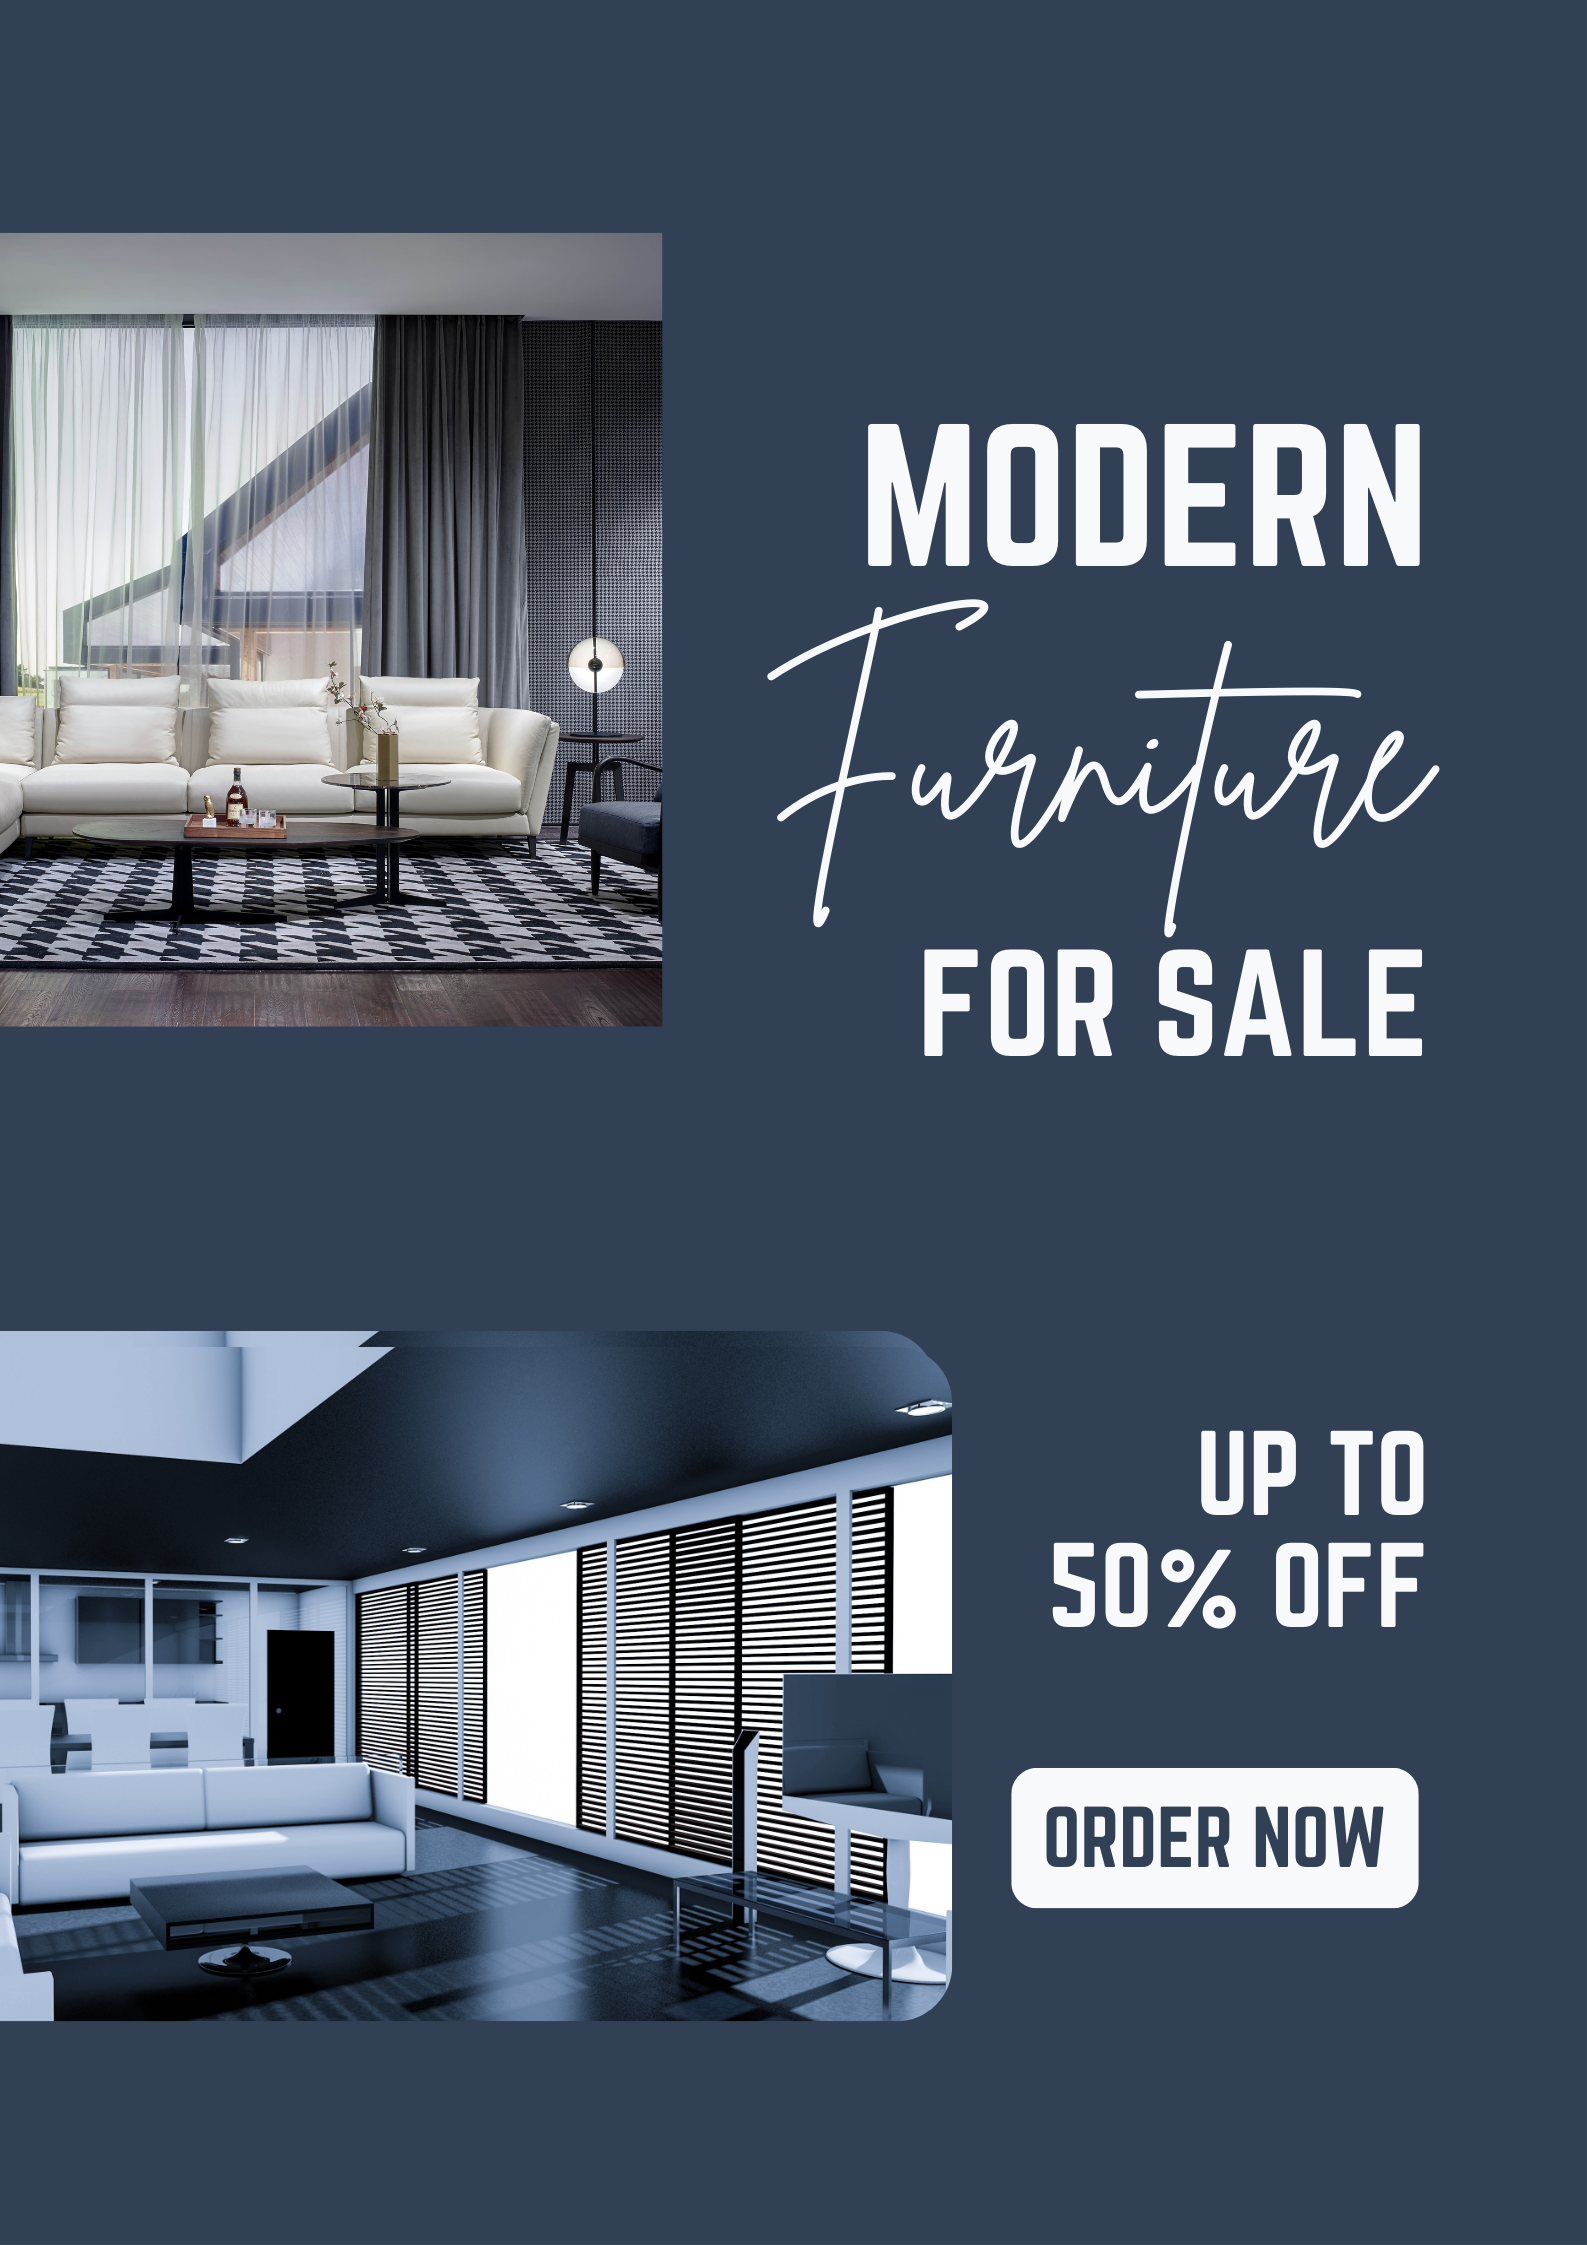 MODERN
Furniture
FOR SALE
UP TO
50% OFF
ORDER NOW